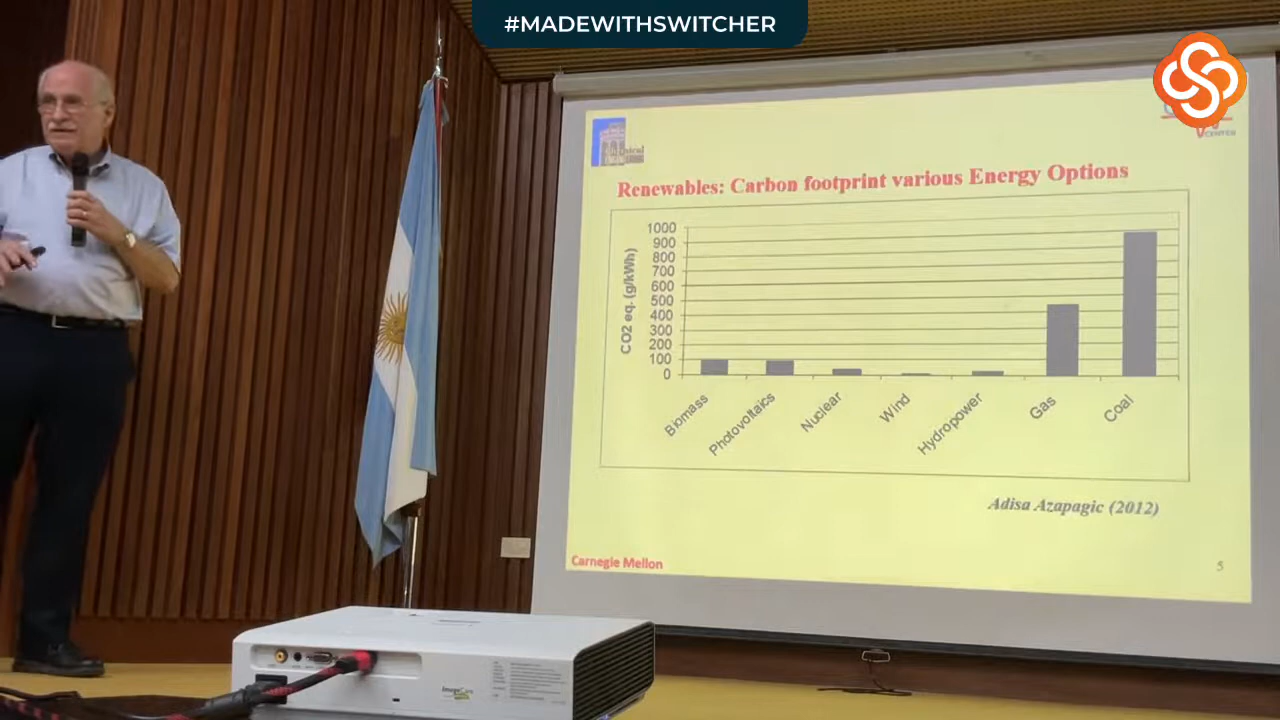 #MADEWITHSWITCHER
CENTER
Renewables: Carbon footprint various Energy Options
CO2 eq. (g/kWh)
1000
900
800
700
600
500
400
300
200
100
0
Biomass
Photovoltaics
Nuclear
Wind
Hydropower
Gas
Coal
Adisa Azapagic (2012)
Carnegie Mellon
5